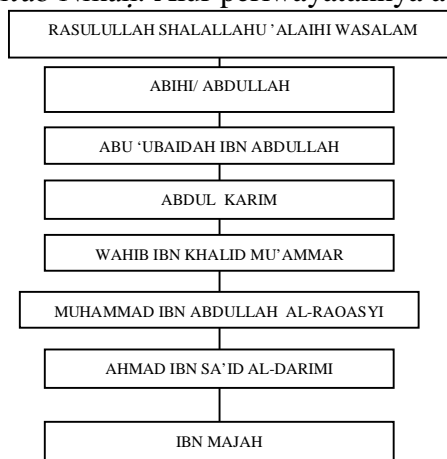 RASULULLAH SHALALLAHU 'ALAIHI WASALAM
ABIHI/ ABDULLAH
ABU 'UBAIDAH IBN ABDULLAH
ABDUL KARIM
WAHIB IBN KHALID MU'AMMAR
MUHAMMAD IBN ABDULLAH AL-RAOASYI
AHMAD IBN SA'ID AL-DARIMI
IBN MAJAH